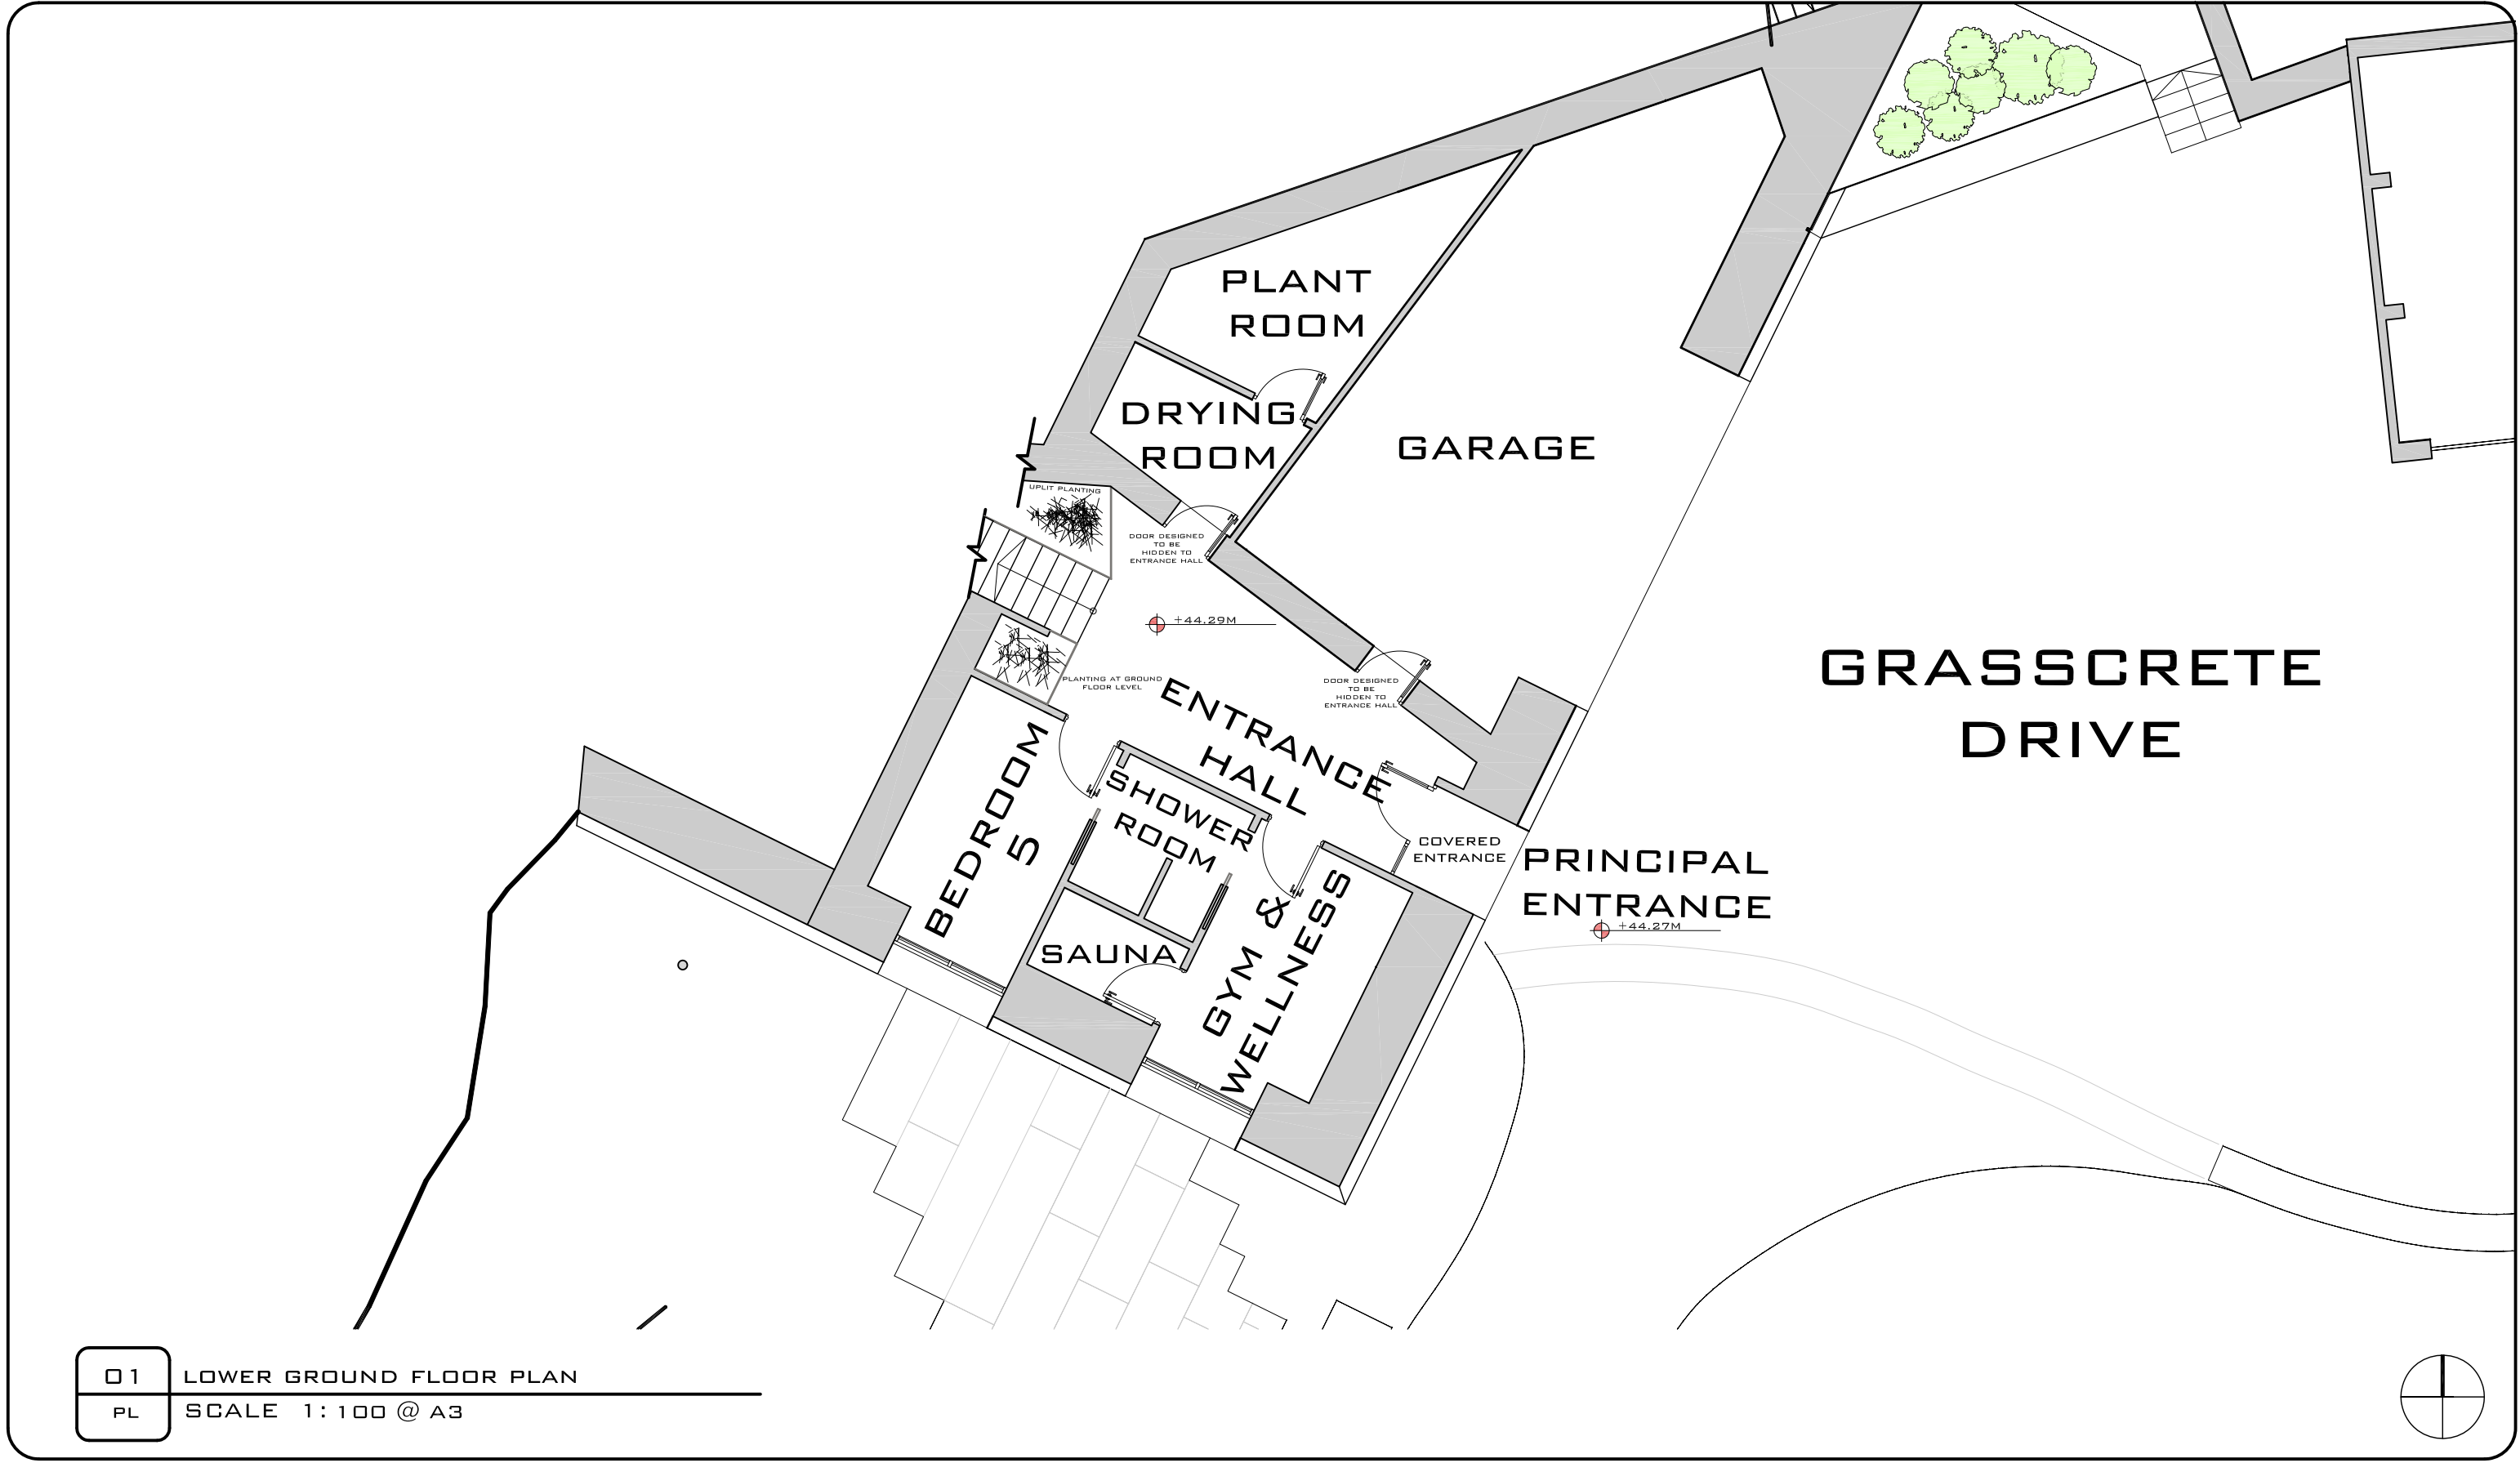 PLANT
ROOM
DRYING
ROOM
GARAGE
UPLIT PLANTING
DOOR DESIGNED
TO BE
HIDDEN TO
ENTRANCE HALL
+44.29M
PLANTING AT GROUND
FLOOR LEVEL
DOOR DESIGNED
TO BE
HIDDEN TO
ENTRANCE HALL
ENTRANCE
HALL
GRASSCRETE
DRIVE
BEDROOM
5
SHOWER
ROOM
COVERED
ENTRANCE
PRINCIPAL
ENTRANCE
+44.27M
SAUNA
GYM &
WELLNESS
01
PL
LOWER GROUND FLOOR PLAN
SCALE 1:100 @ A3